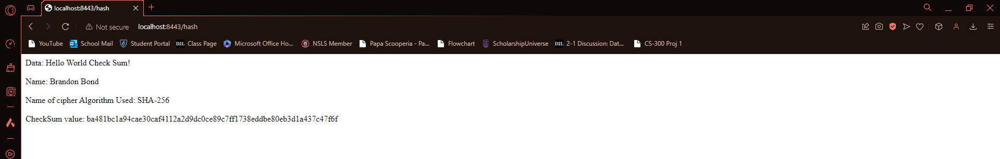 localhost:8443/hash
Not secure localhost:8443/hash
YouTube School Mail Student Portal D2L Class Page Microsoft Office Ho... NSLS Member Papa Scooperia - Pa... Flowchart ScholarshipUniverse D2L 2-1 Discussion: Dat... CS-300 Proj 1
Data: Hello World Check Sum!
Name: Brandon Bond
Name of cipher Algorithm Used: SHA-256
CheckSum value: ba481bc1a94cae30caf4112a2d9dc0ce89c7ff1738eddbe80eb3d1a437c47f6f